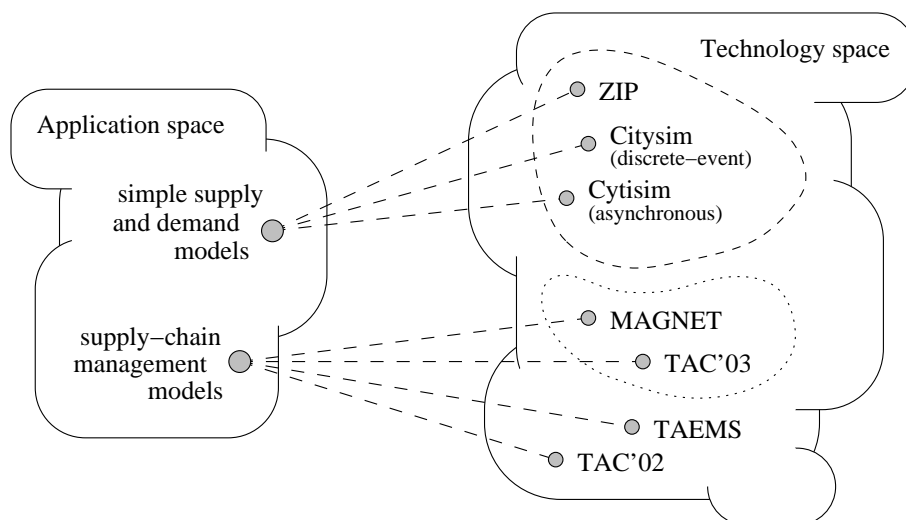 Application space
simple supply
and demand
models
supply−chain
management
models
Technology space
ZIP
Citysim
(discrete−event)
Cytisim
(asynchronous)
MAGNET
TAC'03
TAEMS
TAC'02